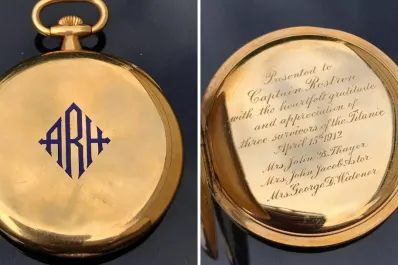 ARH
Presented to
Captain Rostron
with the heartfelt gratitude
and appreciation of
three survivors of the Titanic
April 15th 1912
Mrs. John B. Thayer
Mrs. John Jacob Astor
Mrs. George D. Widener